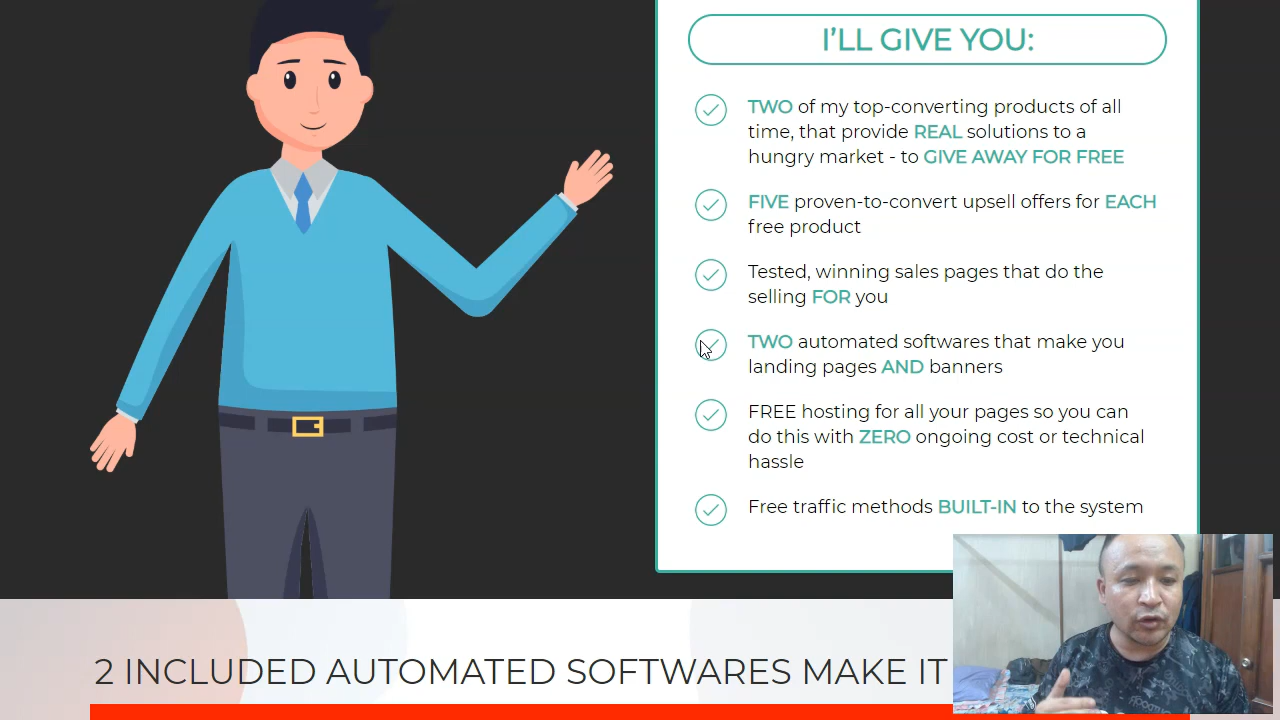 I'LL GIVE YOU:
TWO of my top-converting products of all
time, that provide REAL solutions to a
hungry market - to GIVE AWAY FOR FREE
FIVE proven-to-convert upsell offers for EACH
free product
Tested, winning sales pages that do the
selling FOR you
TWO automated softwares that make you
landing pages AND banners
FREE hosting for all your pages so you can
do this with ZERO ongoing cost or technical
hassle
Free traffic methods BUILT-IN to the system
2 INCLUDED AUTOMATED SOFTWARES MAKE IT